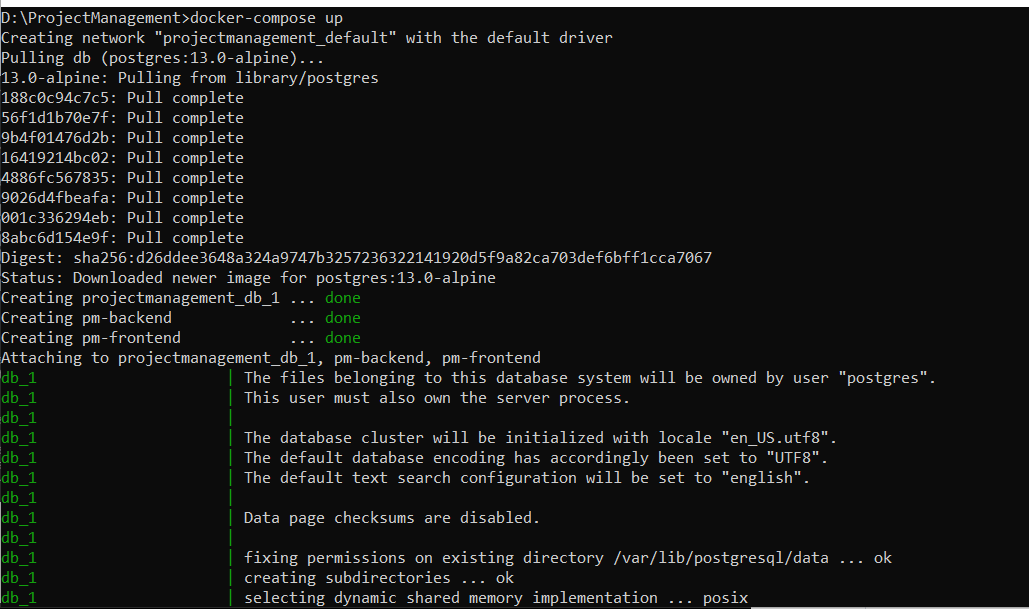 D:\ProjectManagement>docker-compose up
Creating network "projectmanagement_default" with the default driver
Pulling db (postgres:13.0-alpine)...
13.0-alpine: Pulling from library/postgres
188c0c94c7c5: Pull complete
56f1d1b70e7f: Pull complete
9b4f01476d2b: Pull complete
16419214bc02: Pull complete
4886fc567835: Pull complete
9026d4fbeafa: Pull complete
001c336294eb: Pull complete
8abc6d154e9f: Pull complete
Digest: sha256:d26ddee3648a324a9747b3257236322141920d5f9a82ca703def6bff1cca7067
Status: Downloaded newer image for postgres:13.0-alpine
Creating projectmanagement_db_1 ... done
Creating pm-backend             ... done
Creating pm-frontend            ... done
Attaching to projectmanagement_db_1, pm-backend, pm-frontend
db_1                     | The files belonging to this database system will be owned by user "postgres".
db_1                     | This user must also own the server process.
db_1                     |
db_1                     | The database cluster will be initialized with locale "en_US.utf8".
db_1                     | The default database encoding has accordingly been set to "UTF8".
db_1                     | The default text search configuration will be set to "english".
db_1                     |
db_1                     | Data page checksums are disabled.
db_1                     |
db_1                     | fixing permissions on existing directory /var/lib/postgresql/data ... ok
db_1                     | creating subdirectories ... ok
db_1                     | selecting dynamic shared memory implementation ... posix